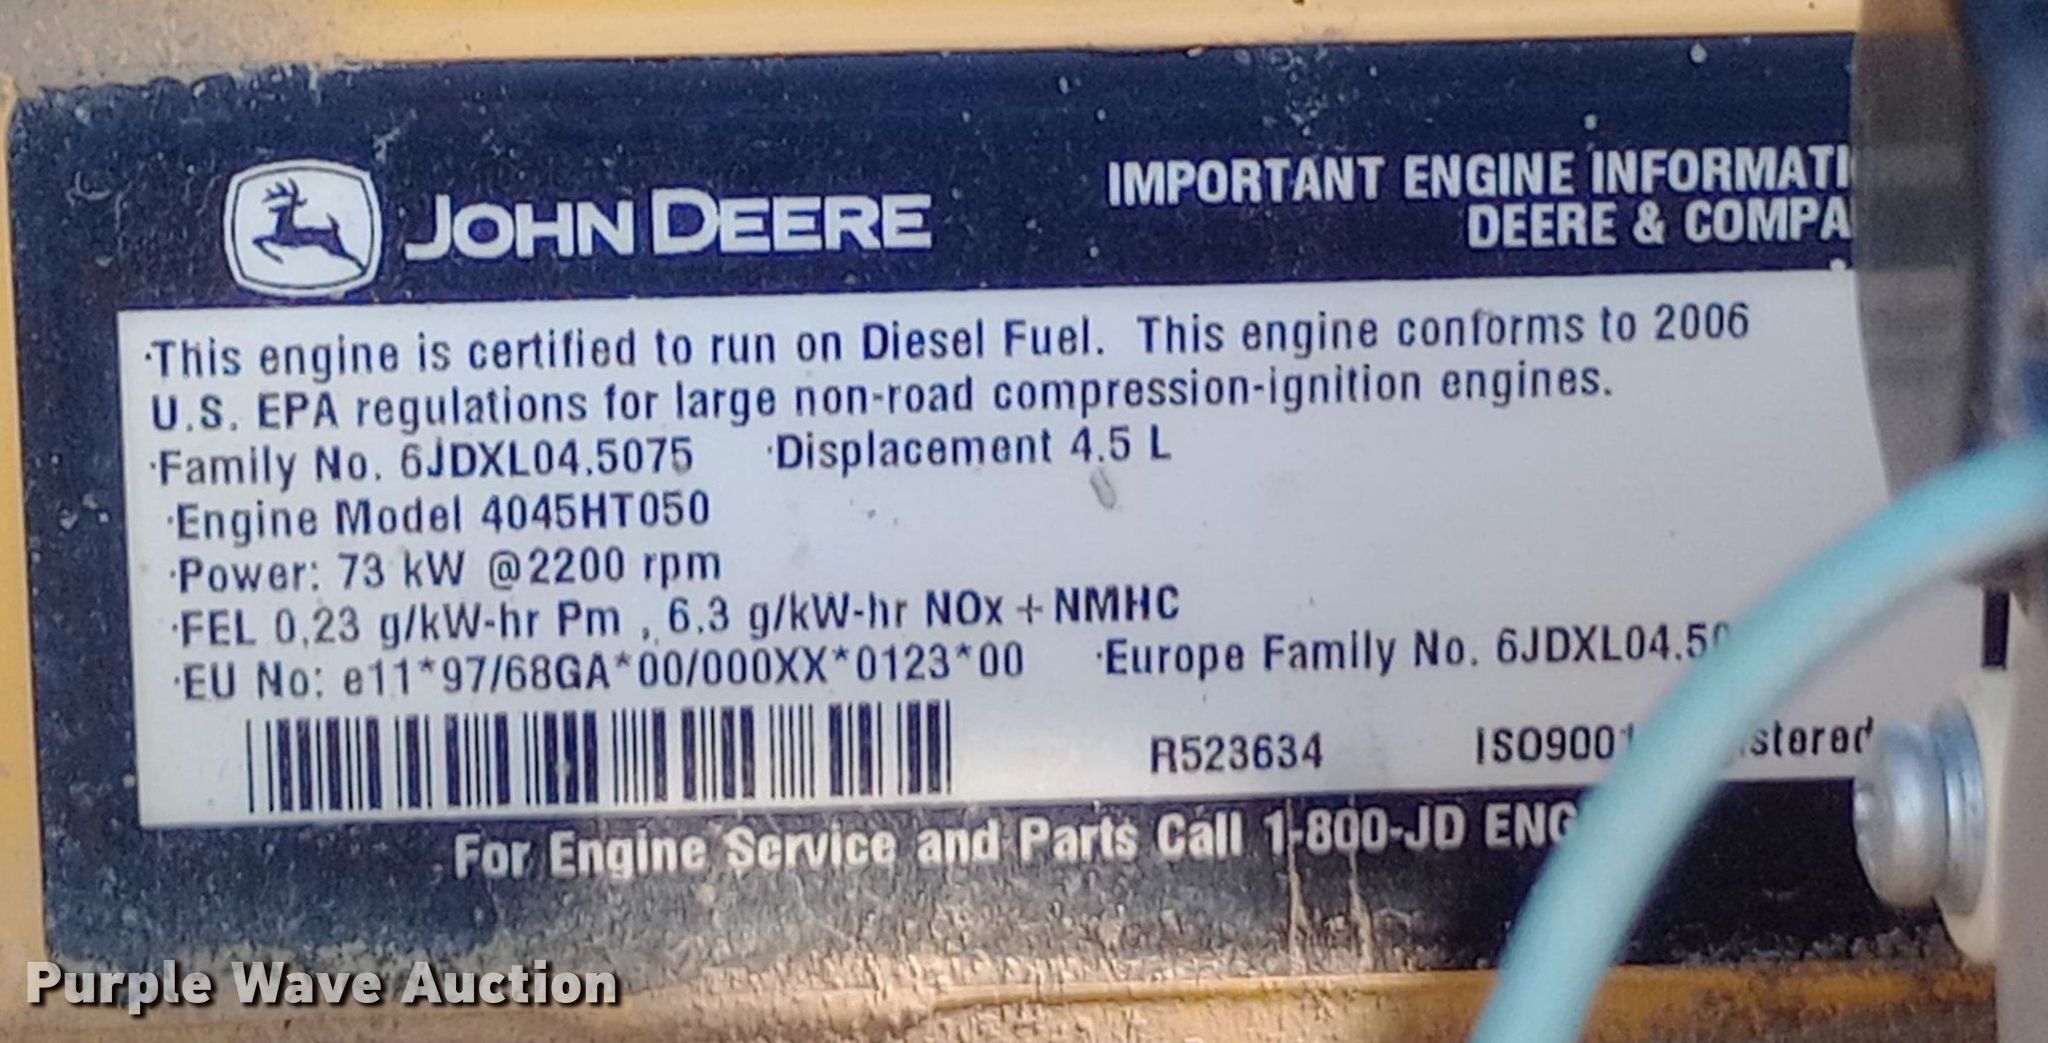 JOHN DEERE
IMPORTANT ENGINE INFORMATI
DEERE & COMPA
·This engine is certified to run on Diesel Fuel. This engine conforms to 2006
U.S. EPA regulations for large non-road compression-ignition engines.
·Family No. 6JDXL04.5075 ·Displacement 4.5 L
·Engine Model 4045HT050
·Power: 73 kW @2200 rpm
·FEL 0.23 g/kW-hr Pm , 6.3 g/kW-hr NOx + NMHC
·EU No: e11*97/68GA*00/000XX*0123*00 ·Europe Family No. 6JDXL04.50
R523634 ISO9001 stered
For Engine Service and Parts Call 1-800-JD ENG
Purple Wave Auction